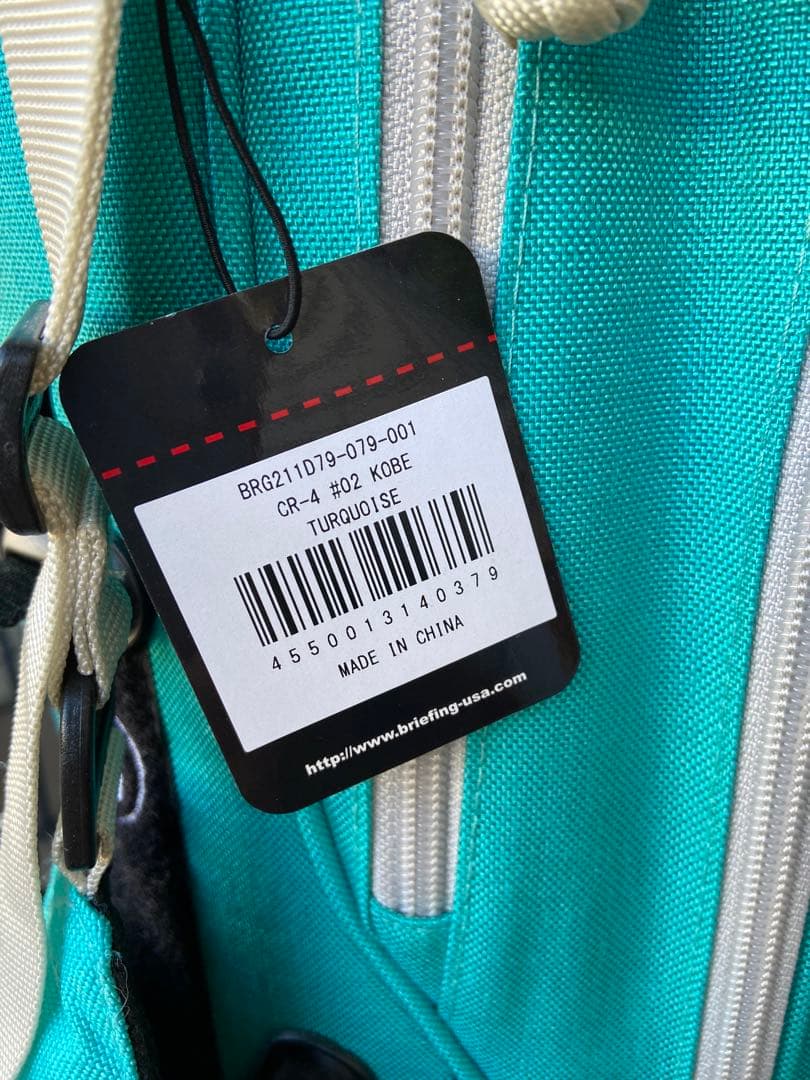 BRG211D79-079-001
CR-4 #02 KOBE
TURQUOISE
4550013140379
MADE IN CHINA
http://www.briefing-usa.com